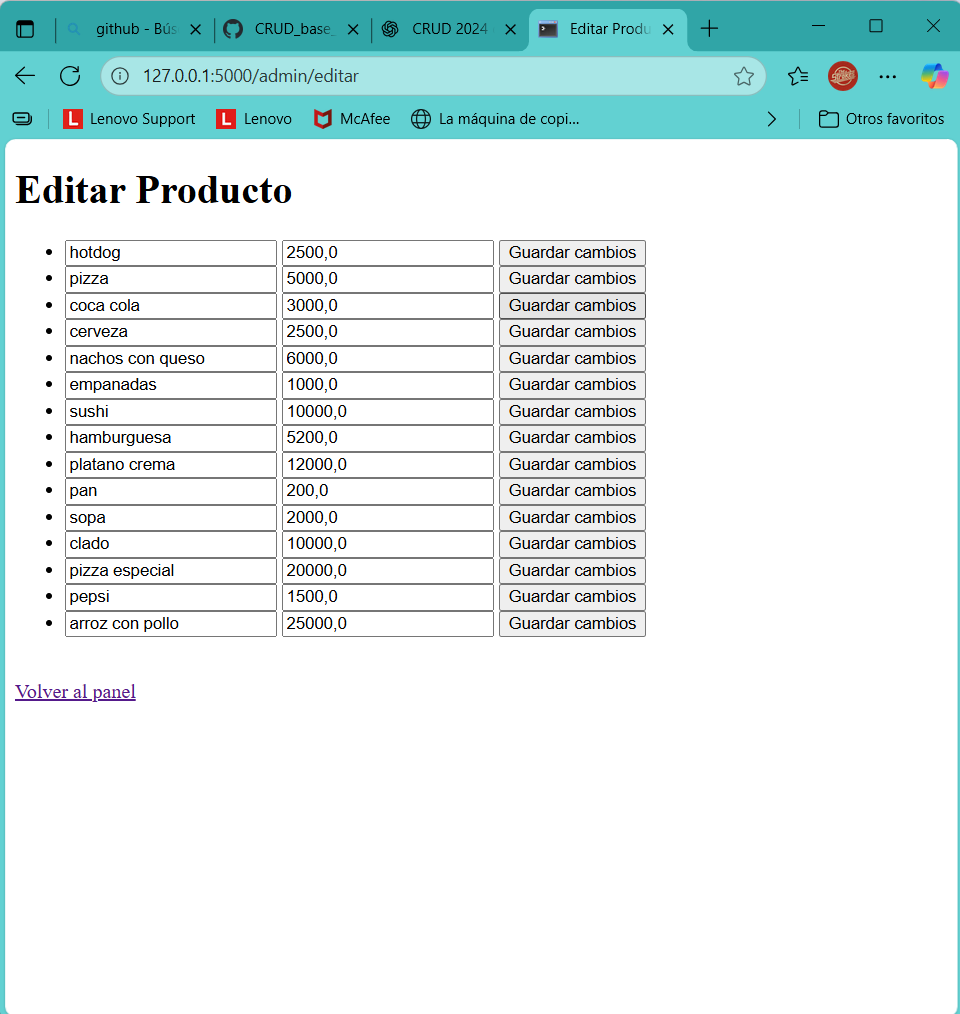 github - Bús
CRUD_base_
CRUD 2024
Editar Produ
127.0.0.1:5000/admin/editar
L Lenovo Support
L Lenovo
McAfee
La máquina de copi...
Otros favoritos
Editar Producto
hotdog 2500,0 Guardar cambios
pizza 5000,0 Guardar cambios
coca cola 3000,0 Guardar cambios
cerveza 2500,0 Guardar cambios
nachos con queso 6000,0 Guardar cambios
empanadas 1000,0 Guardar cambios
sushi 10000,0 Guardar cambios
hamburguesa 5200,0 Guardar cambios
platano crema 12000,0 Guardar cambios
pan 200,0 Guardar cambios
sopa 2000,0 Guardar cambios
clado 10000,0 Guardar cambios
pizza especial 20000,0 Guardar cambios
pepsi 1500,0 Guardar cambios
arroz con pollo 25000,0 Guardar cambios
Volver al panel